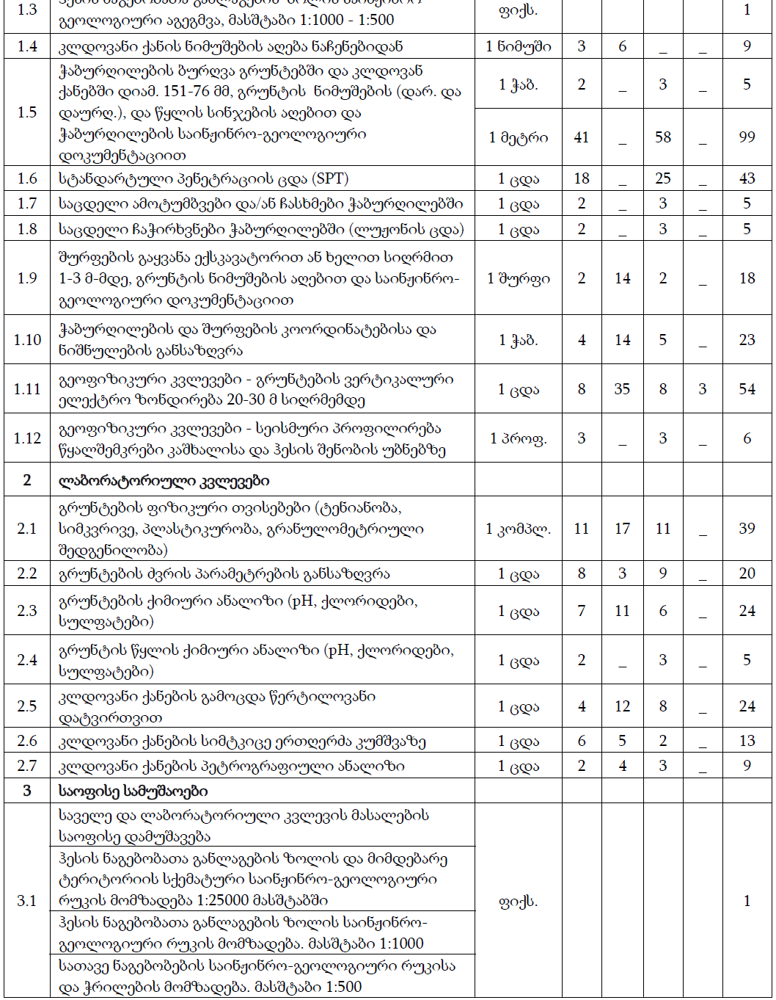 1.3 ჰესის ნაგებობათა განლაგების ზოლის საინჟინრო-
გეოლოგიური აგეგმვა, მასშტაბი 1:1000 - 1:500 ფიქს. 1
1.4 კლდოვანი ქანის ნიმუშების აღება ნაჩენებიდან 1 ნიმუში 3 6 _ _ 9
1.5 ჭაბურღილების ბურღვა გრუნტებში და კლდოვან
ქანებში დიამ. 151-76 მმ, გრუნტის ნიმუშების (დარ. და
დაურღ.), და წყლის სინჯების აღებით და
ჭაბურღილების საინჟინრო-გეოლოგიური
დოკუმენტაციით
1 ჭაბ. 2 _ 3 _ 5
1 მეტრი 41 _ 58 _ 99
1.6 სტანდარტული პენეტრაციის ცდა (SPT) 1 ცდა 18 _ 25 _ 43
1.7 საცდელი ამოტუმბვები და/ან ჩასხმები ჭაბურღილებში 1 ცდა 2 _ 3 _ 5
1.8 საცდელი ჩაჭირხვნები ჭაბურღილებში (ლუჟონის ცდა) 1 ცდა 2 _ 3 _ 5
1.9 შურფების გაყვანა ექსკავატორით ან ხელით სიღრმით
1-3 მ-მდე, გრუნტის ნიმუშების აღებით და საინჟინრო-
გეოლოგიური დოკუმენტაციით
1 შურფი 2 14 2 _ 18
1.10 ჭაბურღილების და შურფების კოორდინატებისა და
ნიშნულების განსაზღვრა
1 ჭაბ. 4 14 5 _ 23
1.11 გეოფიზიკური კვლევები - გრუნტების ვერტიკალური
ელექტრო ზონდირება 20-30 მ სიღრმემდე
1 ცდა 8 35 8 3 54
1.12 გეოფიზიკური კვლევები - სეისმური პროფილირება
წყალშემკრები კაშხალისა და ჰესის შენობის უბნებზე
1 პროფ. 3 _ 3 _ 6
2 ლაბორატორიული კვლევები
2.1 გრუნტების ფიზიკური თვისებები (ტენიანობა,
სიმკვრივე, პლასტიკურობა, გრანულომეტრიული
შედგენილობა)
1 კომპლ. 11 17 11 _ 39
2.2 გრუნტების ძვრის პარამეტრების განსაზღვრა 1 ცდა 8 3 9 _ 20
2.3 გრუნტების ქიმიური ანალიზი (pH, ქლორიდები,
სულფატები)
1 ცდა 7 11 6 _ 24
2.4 გრუნტის წყლის ქიმიური ანალიზი (pH, ქლორიდები,
სულფატები)
1 ცდა 2 _ 3 _ 5
2.5 კლდოვანი ქანების გამოცდა წერტილოვანი
დატვირთვით
1 ცდა 4 12 8 _ 24
2.6 კლდოვანი ქანების სიმტკიცე ერთღერძა კუმშვაზე 1 ცდა 6 5 2 _ 13
2.7 კლდოვანი ქანების პეტროგრაფიული ანალიზი 1 ცდა 2 4 3 _ 9
3 საოფისე სამუშაოები
3.1 საველე და ლაბორატორიული კვლევის მასალების
საოფისე დამუშავება
ჰესის ნაგებობათა განლაგების ზოლის და მიმდებარე
ტერიტორიის სქემატური საინჟინრო-გეოლოგიური
რუკის მომზადება 1:25000 მასშტაბში
ჰესის ნაგებობათა განლაგების ზოლის საინჟინრო-
გეოლოგიური რუკის მომზადება. მასშტაბი 1:1000
სათავე ნაგებობების საინჟინრო-გეოლოგიური რუკისა
და ჭრილების მომზადება. მასშტაბი 1:500
ფიქს. 1